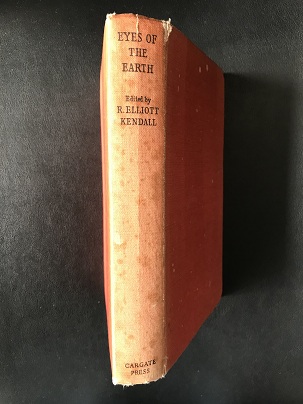 EYES OF
THE
EARTH
Edited by
R. ELLIOTT
KENDALL
CARGATE
PRESS